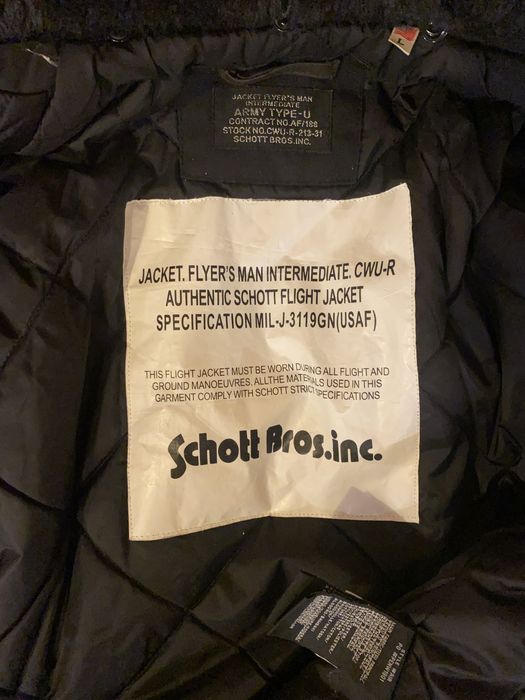 L
JACKET FLYER'S MAN
INTERMEDIATE
ARMY TYPE-U
CONTRACT NO.AF/188
STOCK NO.CWU-R-213-31
SCHOTT BROS.INC.
JACKET. FLYER'S MAN INTERMEDIATE. CWU-R
AUTHENTIC SCHOTT FLIGHT JACKET
SPECIFICATION MIL-J-3119GN(USAF)
THIS FLIGHT JACKET MUST BE WORN DURING ALL FLIGHT AND
GROUND MANOEUVRES. ALLTHE MATERIALS USED IN THIS
GARMENT COMPLY WITH SCHOTT STRICT SPECIFICATIONS
Schott Bros.inc.